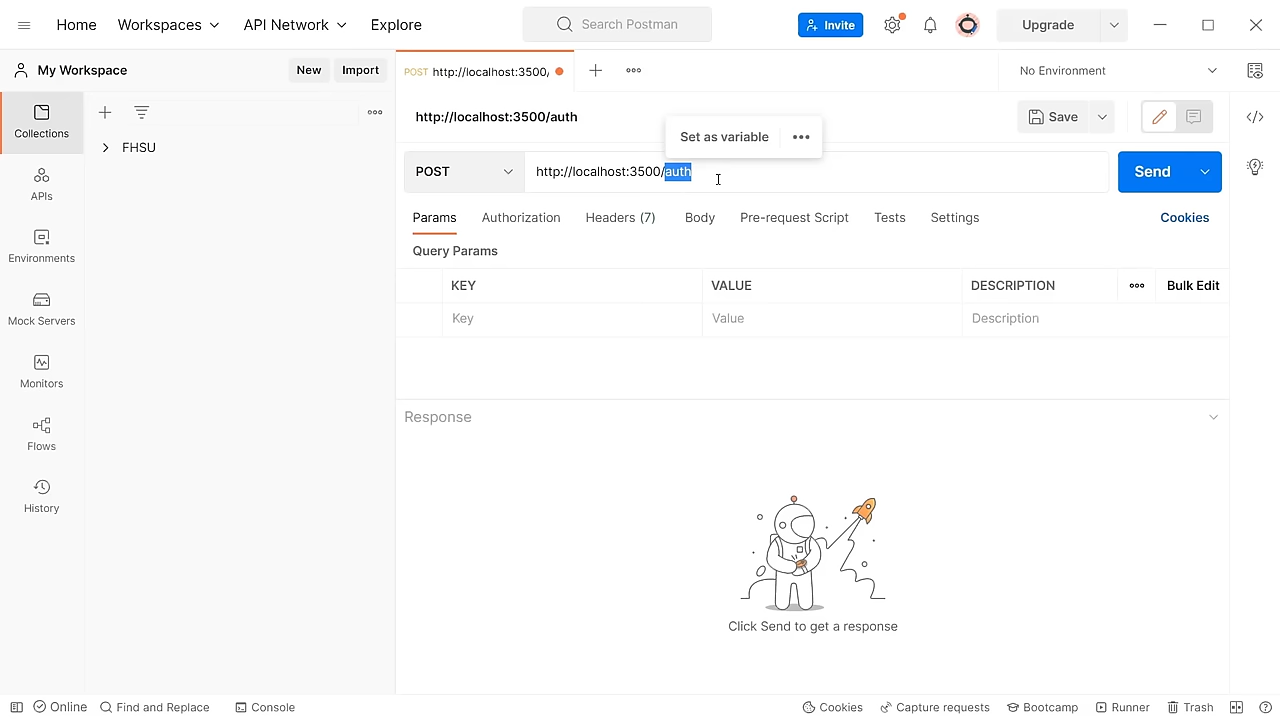 Home Workspaces API Network Explore Search Postman Invite Upgrade
My Workspace New Import POST http://localhost:3500/ No Environment
Collections
http://localhost:3500/auth Save
Set as variable
FHSU
POST http://localhost:3500/auth Send
APIs
Params Authorization Headers (7) Body Pre-request Script Tests Settings Cookies
Query Params
Environments
KEY VALUE DESCRIPTION Bulk Edit
Key Value Description
Mock Servers
Monitors
Response
Flows
History
Click Send to get a response
Online Find and Replace Console Cookies Capture requests Bootcamp Runner Trash